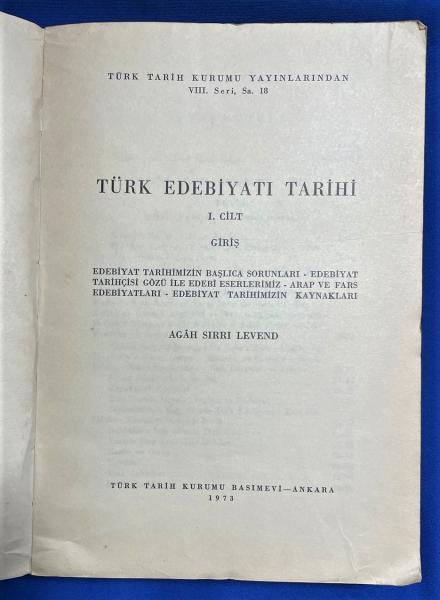 TÜRK TARİH KURUMU YAYINLARINDAN
VIII. Seri, Sa. 18
TÜRK EDEBİYATI TARİHİ
I. CİLT
GİRİŞ
EDEBİYAT TARİHİMİZİN BAŞLICA SORUNLARI - EDEBİYAT
TARİHÇİSİ GÖZÜ İLE EDEBİ ESERLERİMİZ - ARAP VE FARS
EDEBİYATLARI - EDEBİYAT TARİHİMİZİN KAYNAKLARI
AGÂH SIRRI LEVEND
TÜRK TARİH KURUMU BASIMEVİ—ANKARA
1973